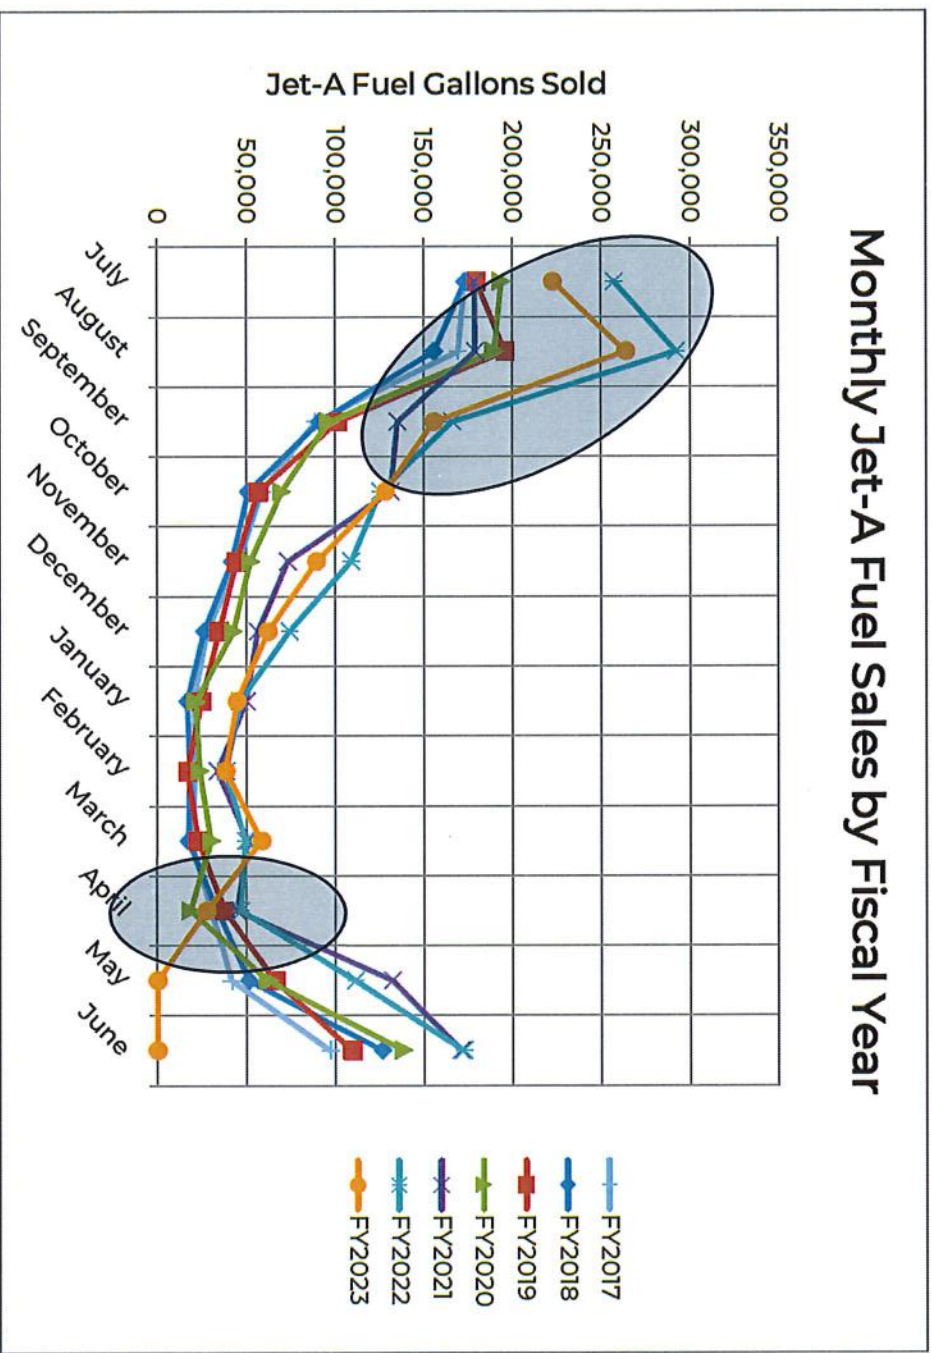 Monthly Jet-A Fuel Sales by Fiscal Year
Jet-A Fuel Gallons Sold
350,000
300,000
250,000
200,000
150,000
100,000
50,000
0
July
August
September
October
November
December
January
February
March
April
May
June
FY2017
FY2018
FY2019
FY2020
FY2021
FY2022
FY2023